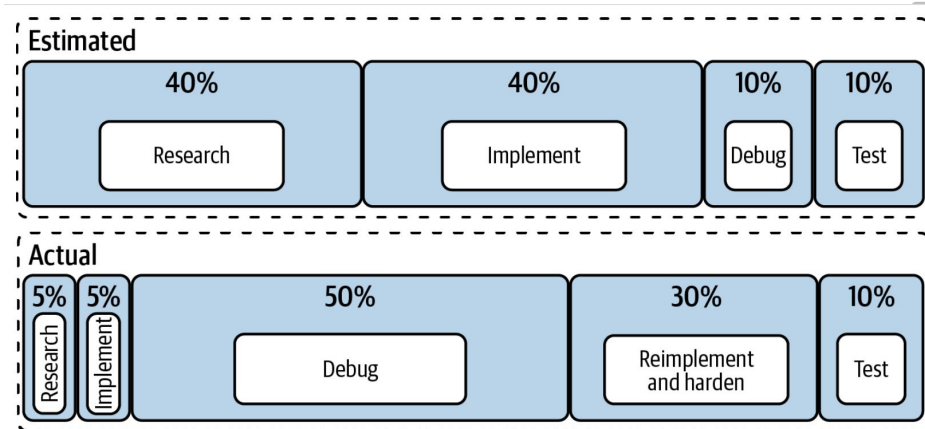 Estimated
40%
40%
10%
10%
Research
Implement
Debug
Test
Actual
5%
5%
50%
30%
10%
Research
Implement
Debug
Reimplement
and harden
Test